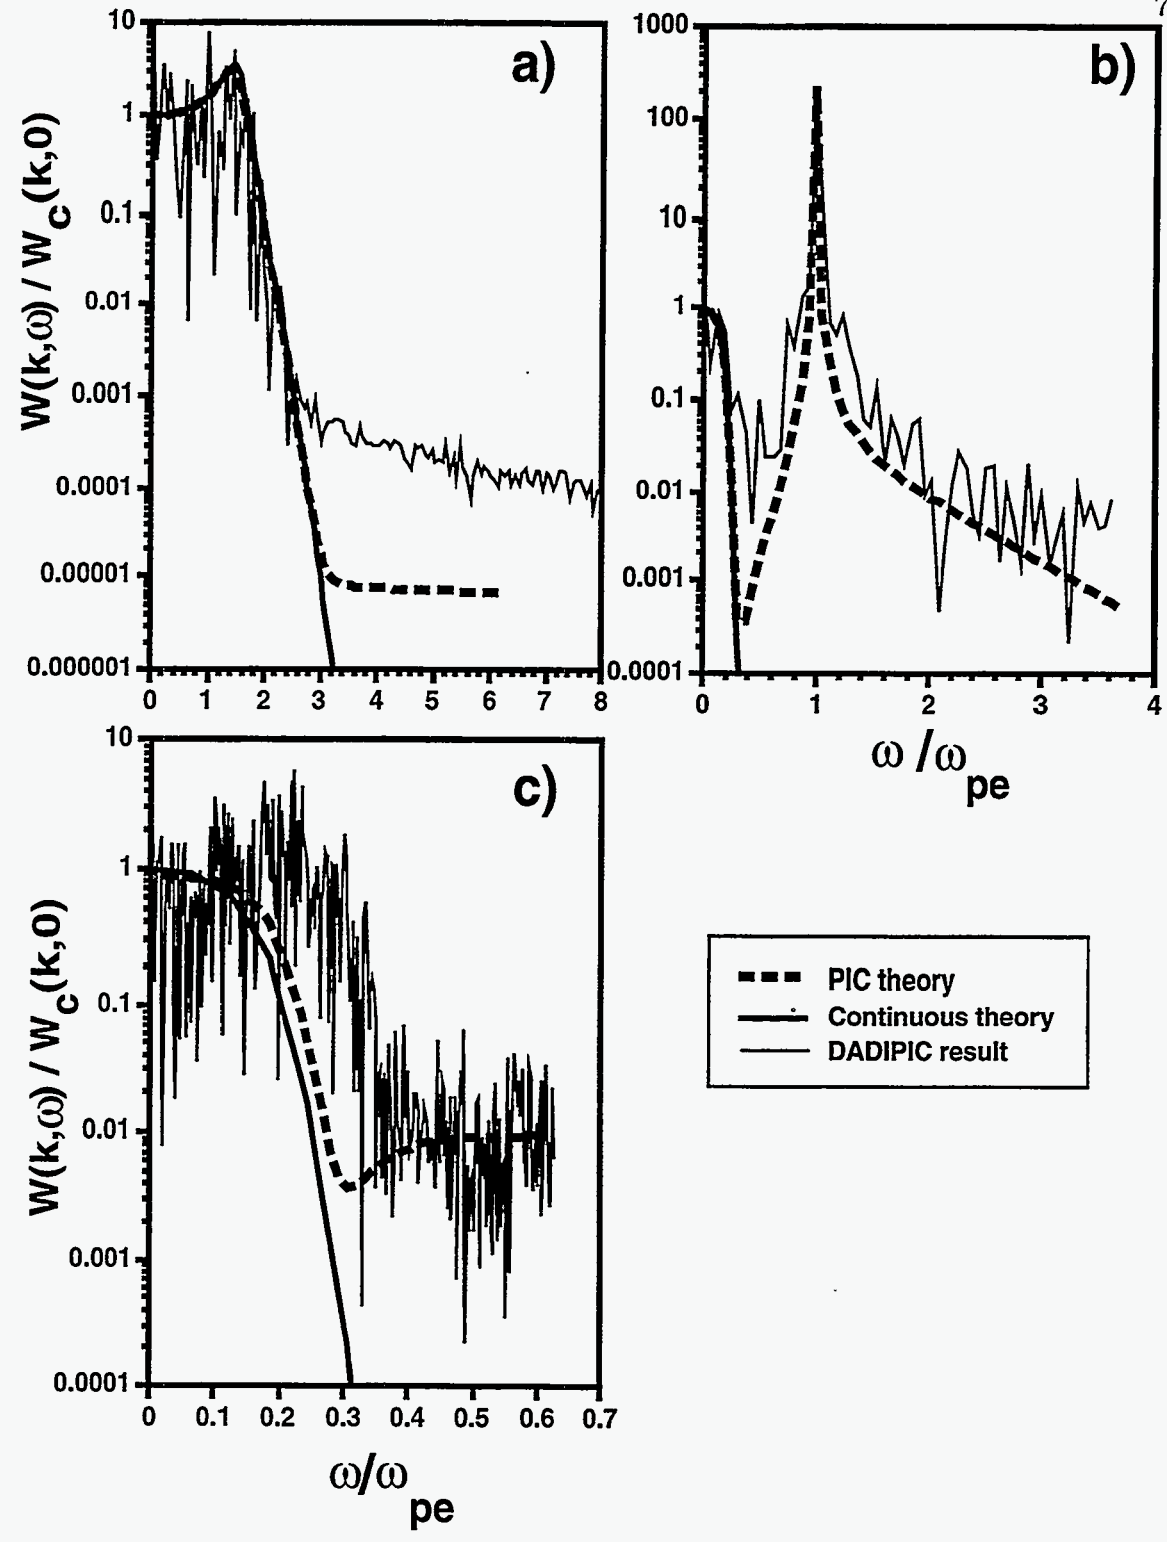 7
10
1
0.1
0.01
0.001
0.0001
0.00001
0.000001
0 1 2 3 4 5 6 7 8
W(k,ω) / W_c(k,0)
a)
1000
100
10
1
0.1
0.01
0.001
0.0001
0 1 2 3 4
ω /ω_pe
b)
10
1
0.1
0.01
0.001
0.0001
0 0.1 0.2 0.3 0.4 0.5 0.6 0.7
W(k,ω) / W_c(k,0)
ω/ω_pe
c)
PIC theory
Continuous theory
DADIPIC result